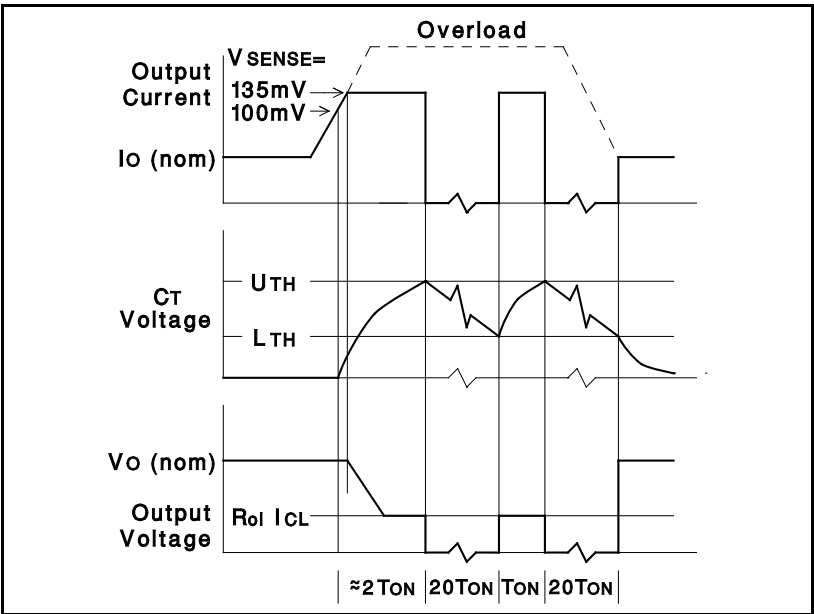 Overload
VSENSE=
Output
Current
135mV
100mV
IO (nom)
CT
Voltage
UTH
LTH
VO (nom)
Output
Voltage
Rol ICL
≈2TON 20TON TON 20TON